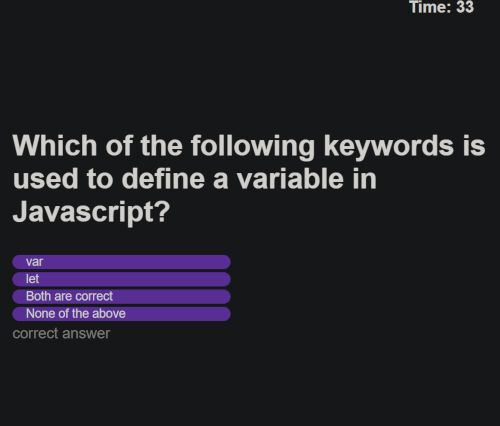 Time: 33
Which of the following keywords is
used to define a variable in
Javascript?
var
let
Both are correct
None of the above
correct answer